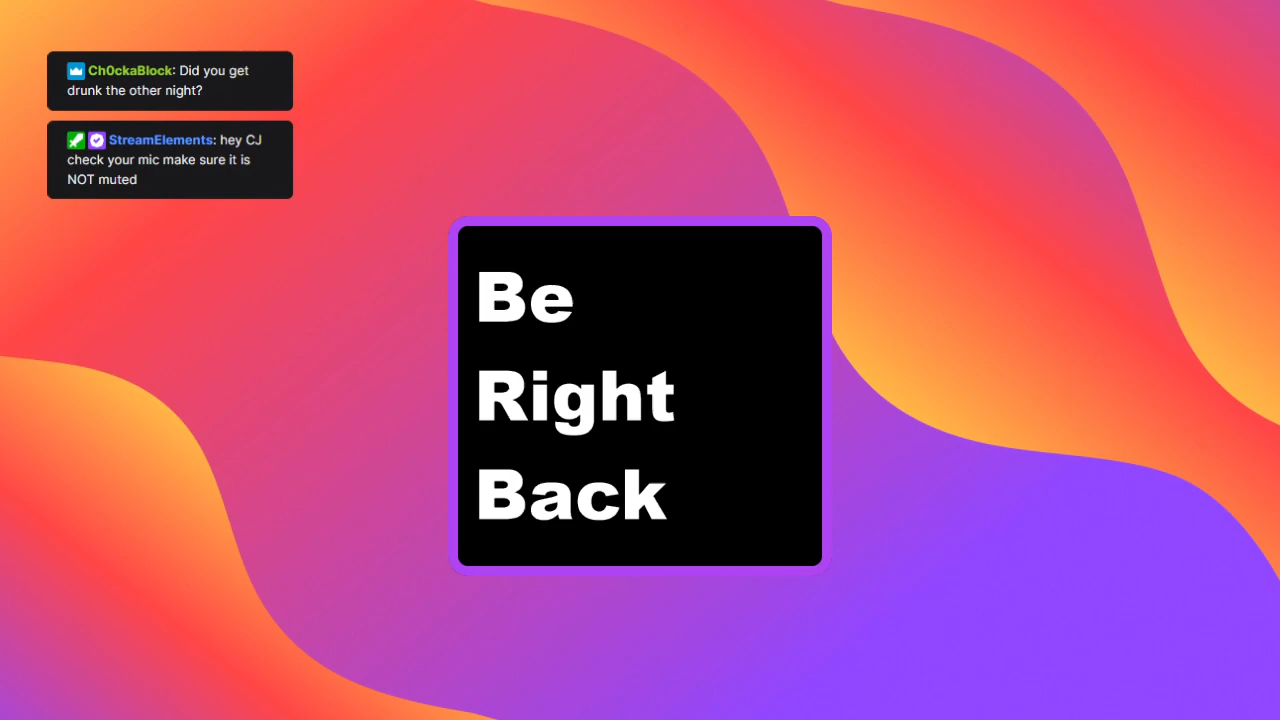 Ch0ckaBlock: Did you get
drunk the other night?
StreamElements: hey CJ
check your mic make sure it is
NOT muted
Be
Right
Back